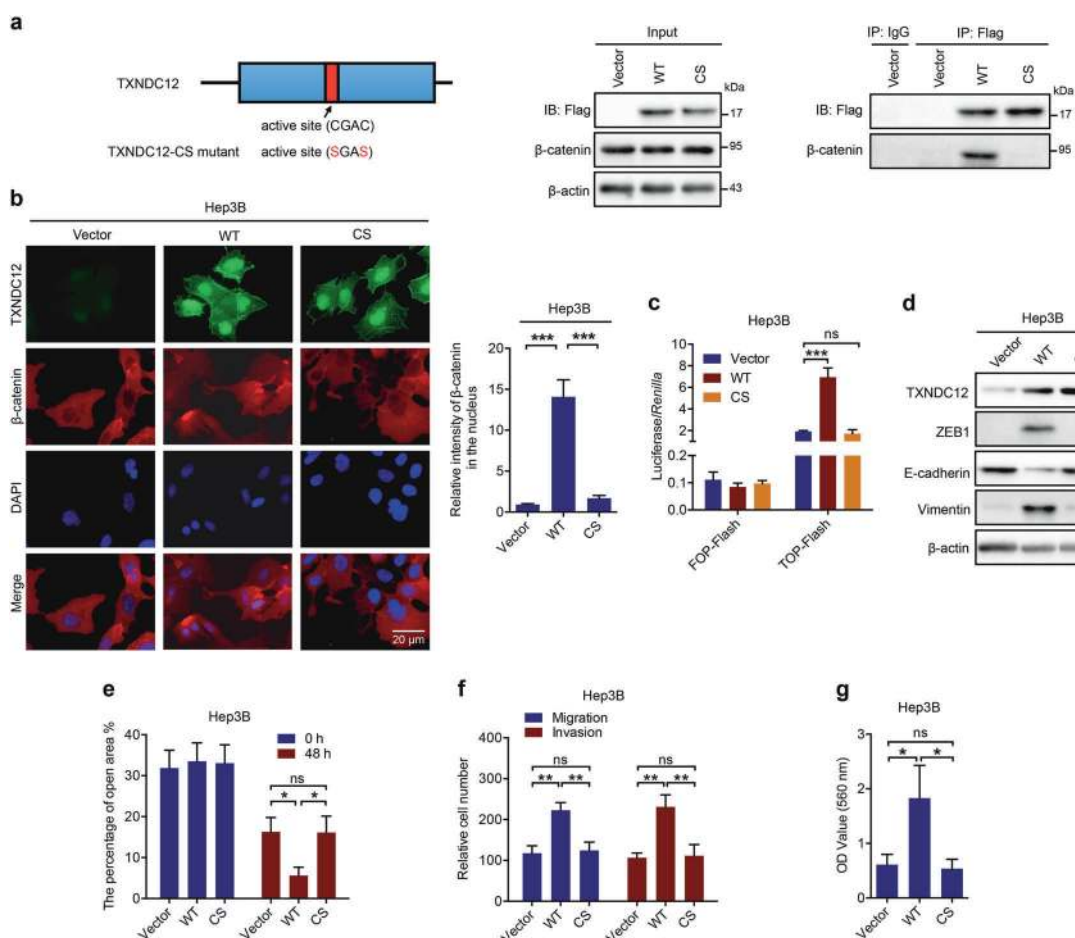 a
TXNDC12
active site (CGAC)
TXNDC12-CS mutant active site (SGAS)
Input
Vector WT CS
kDa
IB: Flag 17
β-catenin 95
β-actin 43
IP: IgG IP: Flag
Vector Vector WT CS
kDa
IB: Flag 17
β-catenin 95
b
Hep3B
Vector WT CS
TXNDC12
β-catenin
DAPI
Merge
20 μm
Hep3B
*** ***
Relative intensity of β-catenin in the nucleus
20
15
10
5
0
Vector WT CS
c
Hep3B
Vector
WT
CS
ns
***
Luciferase/Renilla
10
8
6
4
2
0.2
0.1
0.0
FOP-Flash TOP-Flash
d
Hep3B
Vector WT
TXNDC12
ZEB1
E-cadherin
Vimentin
β-actin
e
Hep3B
0 h
48 h
ns
* *
The percentage of open area %
40
30
20
10
0
Vector WT CS Vector WT CS
f
Hep3B
Migration
Invasion
ns ns
** ** ** **
Relative cell number
400
300
200
100
0
Vector WT CS Vector WT CS
g
Hep3B
ns
* *
OD Value (560 nm)
3
2
1
0
Vector WT CS